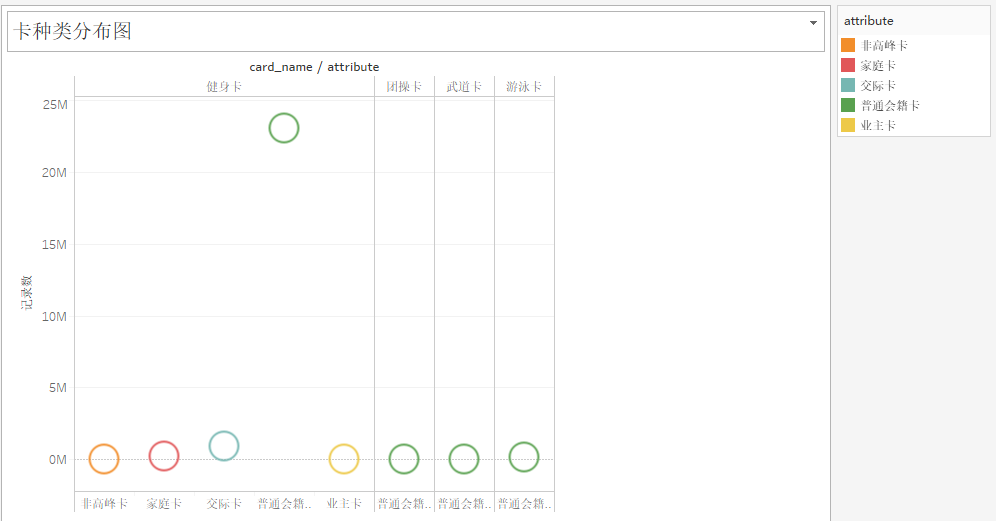 卡种类分布图
card_name / attribute
健身卡 团操卡 武道卡 游泳卡
25M
20M
15M
10M
5M
0M
记录数
非高峰卡 家庭卡 交际卡 普通会籍.. 业主卡 普通会籍.. 普通会籍.. 普通会籍..
attribute
非高峰卡
家庭卡
交际卡
普通会籍卡
业主卡